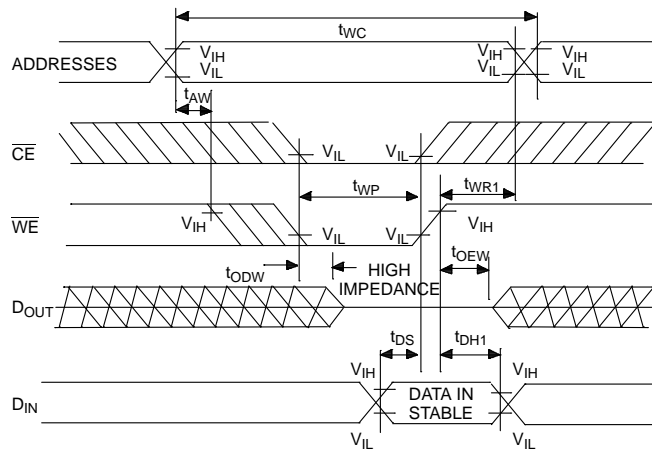 tWC
ADDRESSES
VIH
VIL
VIH
VIL
VIH
VIL
tAW
CE
VIL
VIL
tWP
tWR1
WE
VIH
VIL
VIL
VIH
tODW
HIGH
IMPEDANCE
tOEW
DOUT
tDS
tDH1
VIH
VIH
DIN
DATA IN
STABLE
VIL
VIL